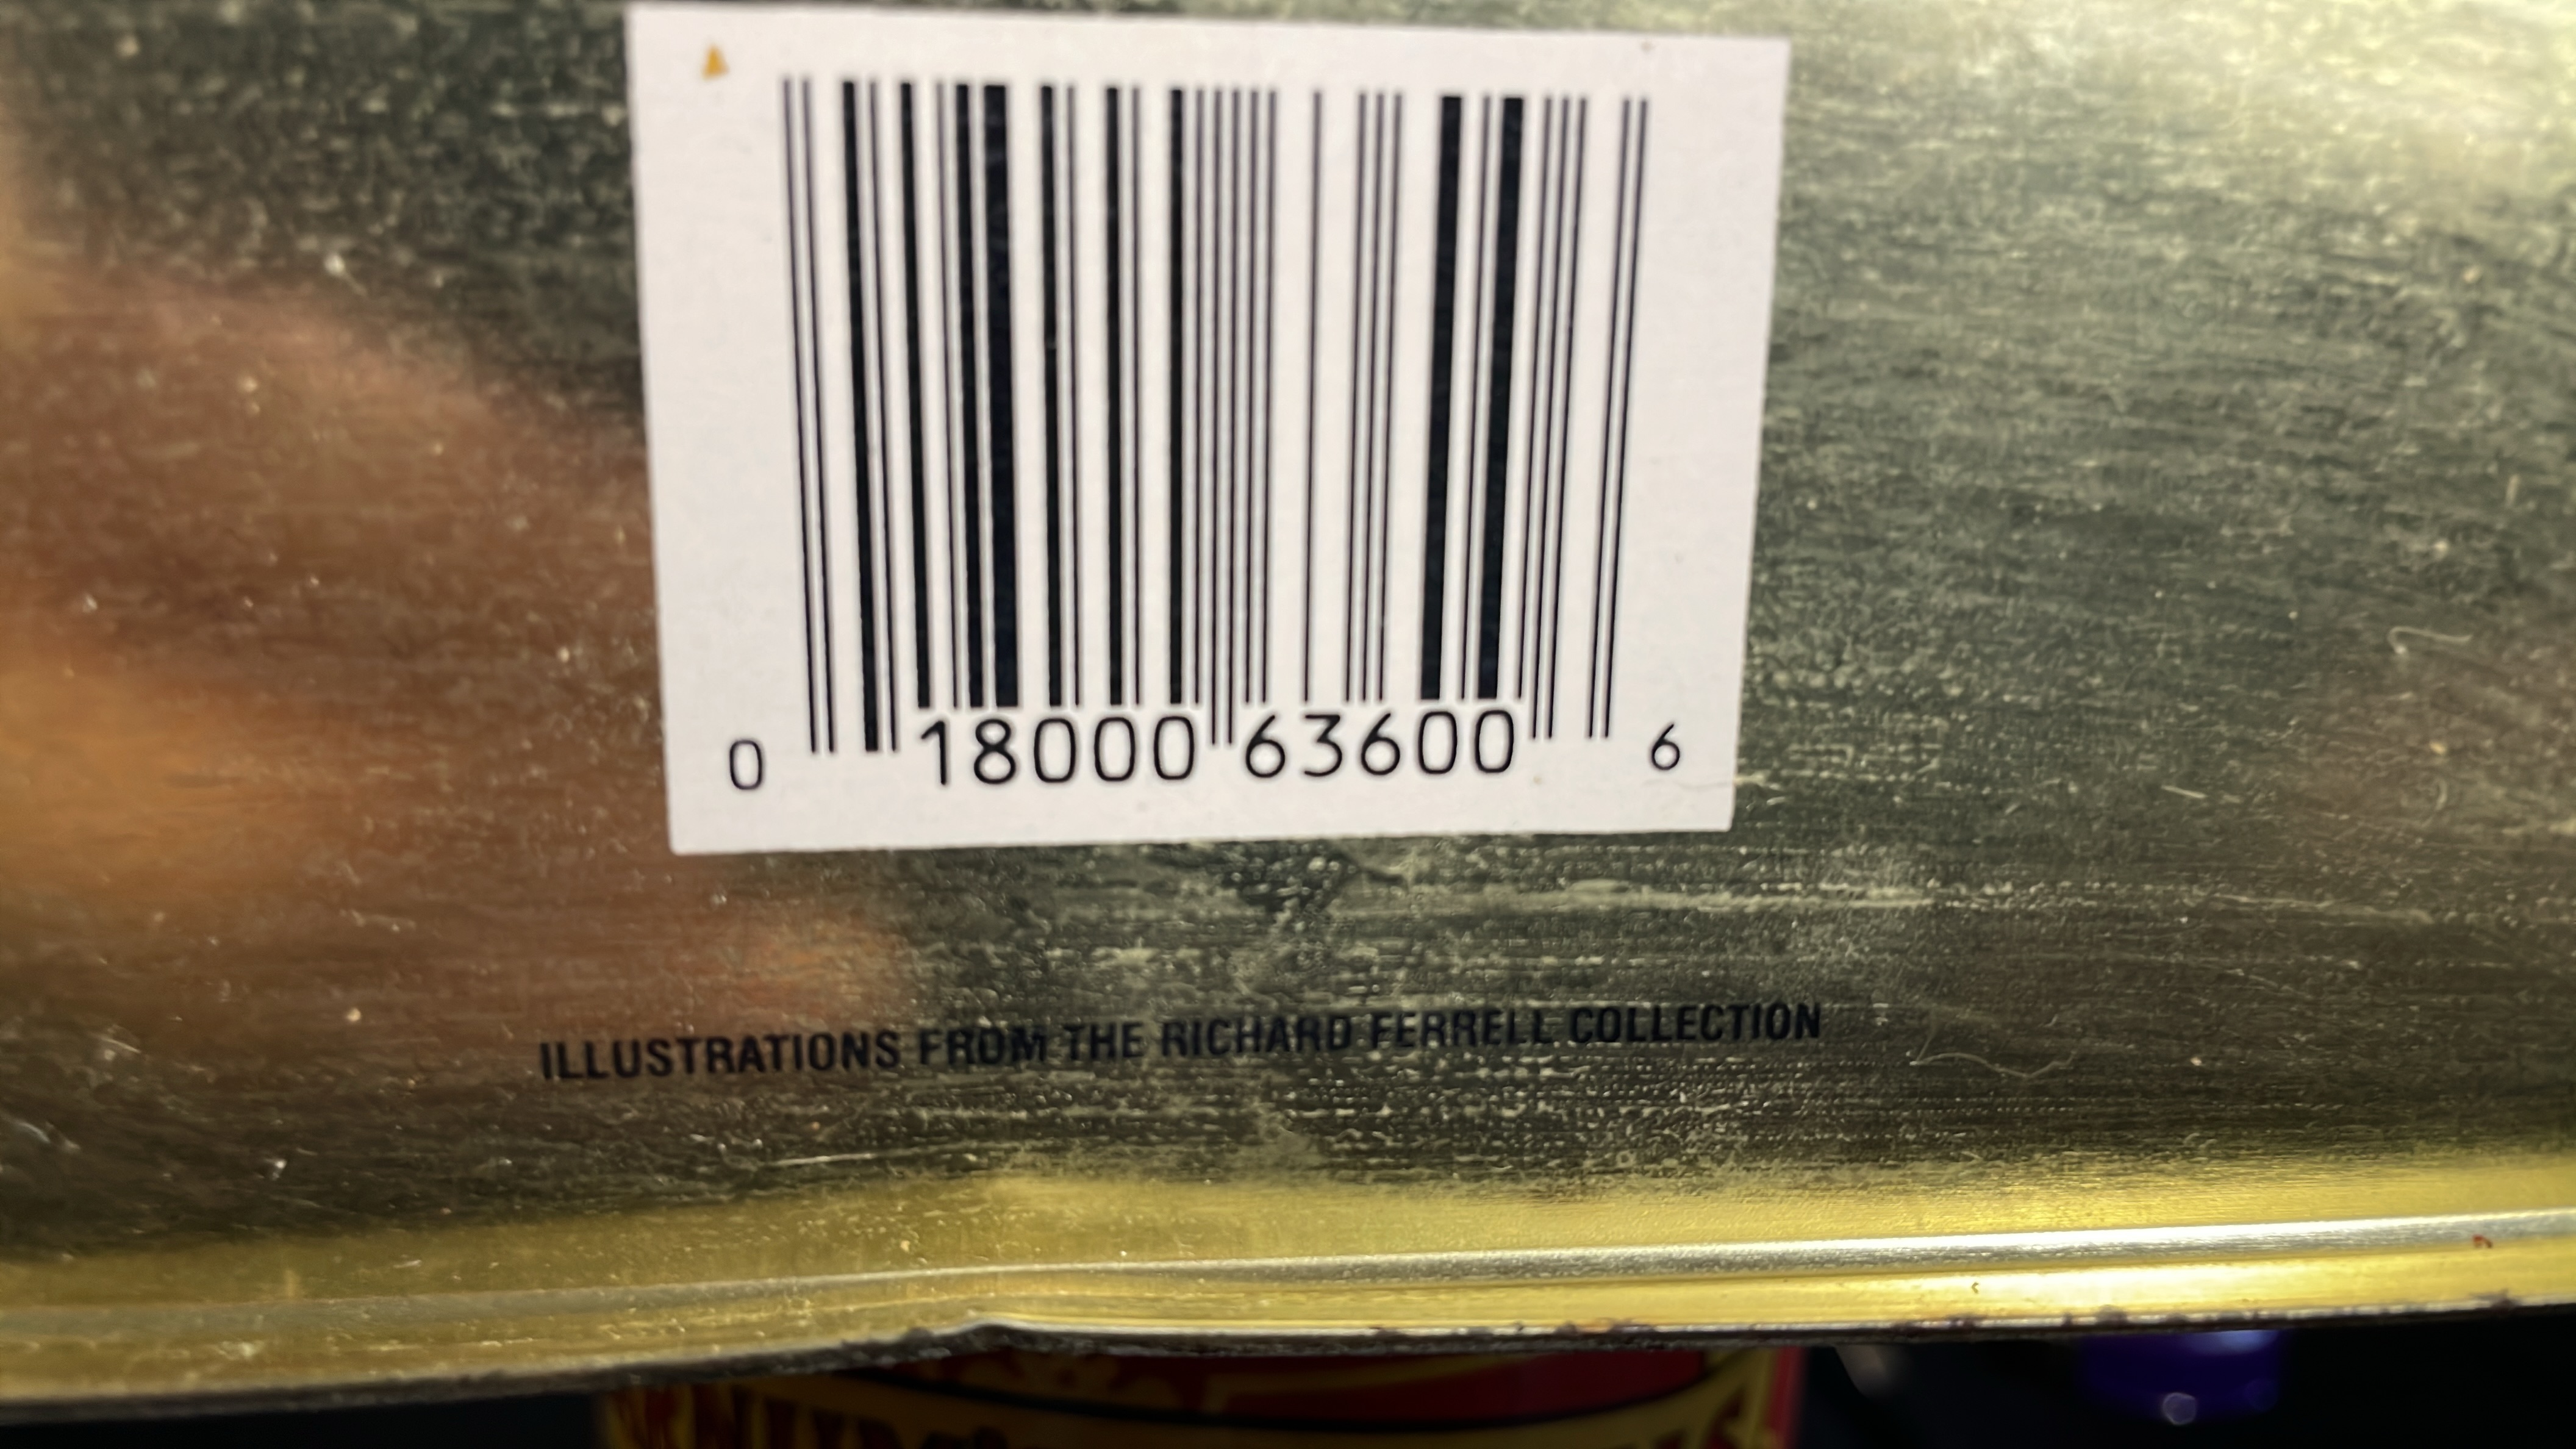 0 18000 63600 6
ILLUSTRATIONS FROM THE RICHARD FERRELL COLLECTION